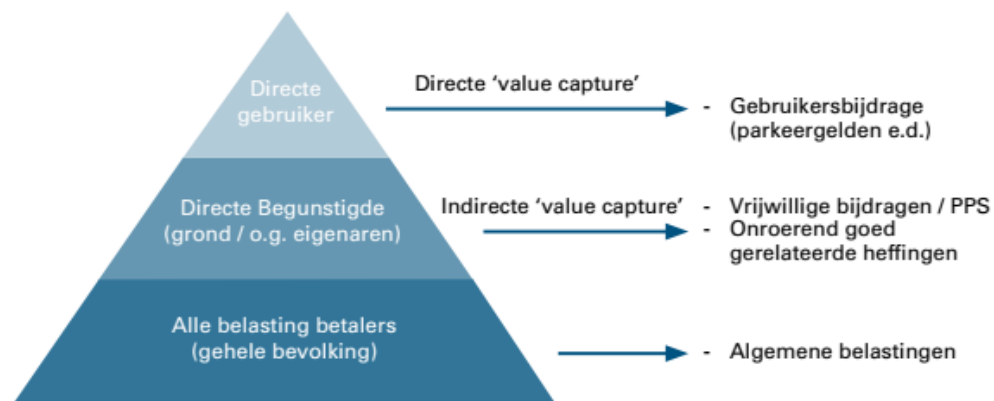 Directe
gebruiker
Directe ‘value capture’
- Gebruikersbijdrage
(parkeergelden e.d.)
Directe Begunstigde
(grond / o.g. eigenaren)
Indirecte ‘value capture’
- Vrijwillige bijdragen / PPS
- Onroerend goed
gerelateerde heffingen
Alle belasting betalers
(gehele bevolking)
- Algemene belastingen